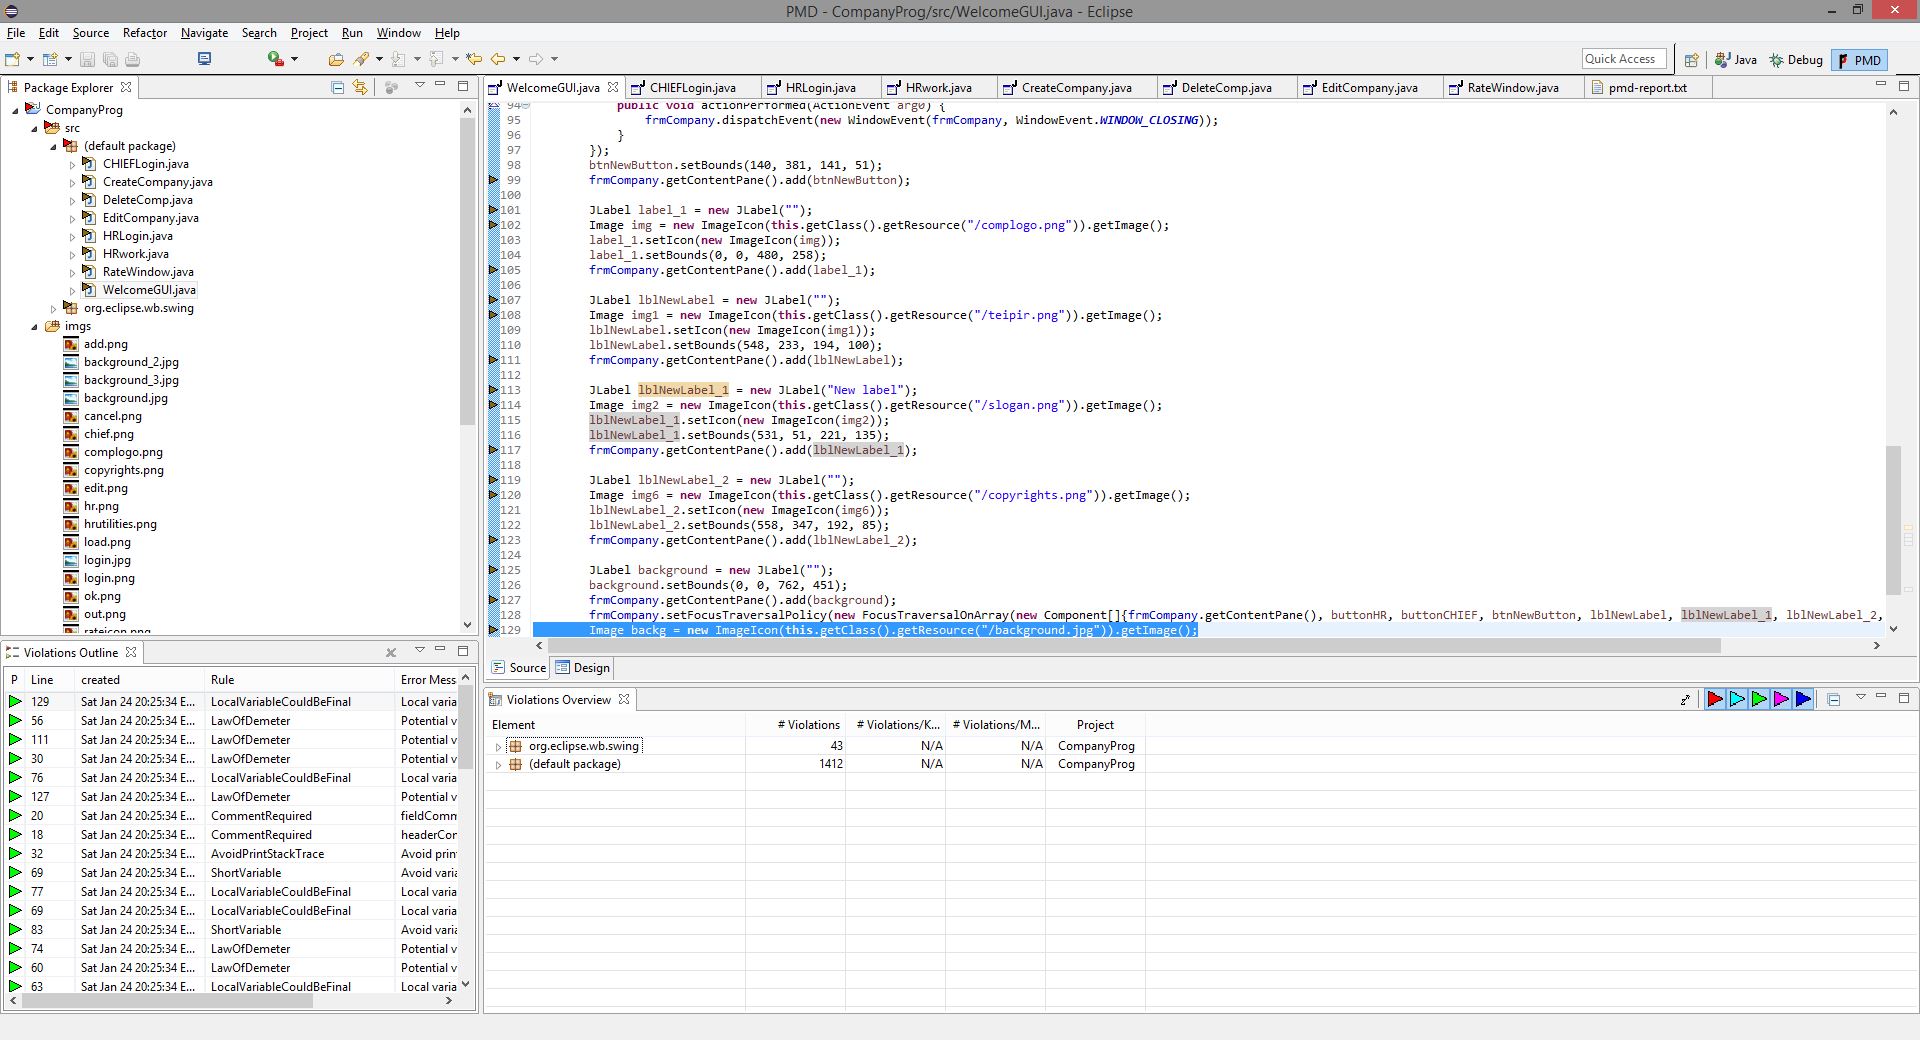 PMD - CompanyProg/src/WelcomeGUI.java - Eclipse
File Edit Source Refactor Navigate Search Project Run Window Help
Quick Access Java Debug PMD
Package Explorer
CompanyProg
src
(default package)
CHIEFLogin.java
CreateCompany.java
DeleteComp.java
EditCompany.java
HRLogin.java
HRwork.java
RateWindow.java
WelcomeGUI.java
org.eclipse.wb.swing
imgs
add.png
background_2.jpg
background_3.jpg
background.jpg
cancel.png
chief.png
complogo.png
copyrights.png
edit.png
hr.png
hrutilities.png
load.png
login.jpg
login.png
ok.png
out.png
rateicon.png
WelcomeGUI.java CHIEFLogin.java HRLogin.java HRwork.java CreateCompany.java DeleteComp.java EditCompany.java RateWindow.java pmd-report.txt
94 public void actionPerformed(ActionEvent arg0) {
95 frmCompany.dispatchEvent(new WindowEvent(frmCompany, WindowEvent.WINDOW_CLOSING));
96 }
97 });
98 btnNewButton.setBounds(140, 381, 141, 51);
99 frmCompany.getContentPane().add(btnNewButton);
100
101 JLabel label_1 = new JLabel("");
102 Image img = new ImageIcon(this.getClass().getResource("/complogo.png")).getImage();
103 label_1.setIcon(new ImageIcon(img));
104 label_1.setBounds(0, 0, 480, 258);
105 frmCompany.getContentPane().add(label_1);
106
107 JLabel lblNewLabel = new JLabel("");
108 Image img1 = new ImageIcon(this.getClass().getResource("/teipir.png")).getImage();
109 lblNewLabel.setIcon(new ImageIcon(img1));
110 lblNewLabel.setBounds(548, 233, 194, 100);
111 frmCompany.getContentPane().add(lblNewLabel);
112
113 JLabel lblNewLabel_1 = new JLabel("New label");
114 Image img2 = new ImageIcon(this.getClass().getResource("/slogan.png")).getImage();
115 lblNewLabel_1.setIcon(new ImageIcon(img2));
116 lblNewLabel_1.setBounds(531, 51, 221, 135);
117 frmCompany.getContentPane().add(lblNewLabel_1);
118
119 JLabel lblNewLabel_2 = new JLabel("");
120 Image img6 = new ImageIcon(this.getClass().getResource("/copyrights.png")).getImage();
121 lblNewLabel_2.setIcon(new ImageIcon(img6));
122 lblNewLabel_2.setBounds(558, 347, 192, 85);
123 frmCompany.getContentPane().add(lblNewLabel_2);
124
125 JLabel background = new JLabel("");
126 background.setBounds(0, 0, 762, 451);
127 frmCompany.getContentPane().add(background);
128 frmCompany.setFocusTraversalPolicy(new FocusTraversalOnArray(new Component[]{frmCompany.getContentPane(), buttonHR, buttonCHIEF, btnNewButton, lblNewLabel, lblNewLabel_1, lblNewLabel_2,
129 Image backg = new ImageIcon(this.getClass().getResource("/background.jpg")).getImage();
Source Design
Violations Outline
P Line created Rule Error Mess
129 Sat Jan 24 20:25:34 E... LocalVariableCouldBeFinal Local varia
56 Sat Jan 24 20:25:34 E... LawOfDemeter Potential v
111 Sat Jan 24 20:25:34 E... LawOfDemeter Potential v
30 Sat Jan 24 20:25:34 E... LawOfDemeter Potential v
76 Sat Jan 24 20:25:34 E... LocalVariableCouldBeFinal Local varia
127 Sat Jan 24 20:25:34 E... LawOfDemeter Potential v
20 Sat Jan 24 20:25:34 E... CommentRequired fieldComm
18 Sat Jan 24 20:25:34 E... CommentRequired headerCor
32 Sat Jan 24 20:25:34 E... AvoidPrintStackTrace Avoid print
69 Sat Jan 24 20:25:34 E... ShortVariable Avoid varia
77 Sat Jan 24 20:25:34 E... LocalVariableCouldBeFinal Local varia
69 Sat Jan 24 20:25:34 E... LocalVariableCouldBeFinal Local varia
83 Sat Jan 24 20:25:34 E... ShortVariable Avoid varia
74 Sat Jan 24 20:25:34 E... LawOfDemeter Potential v
60 Sat Jan 24 20:25:34 E... LawOfDemeter Potential v
63 Sat Jan 24 20:25:34 E... LocalVariableCouldBeFinal Local varia
Violations Overview
Element # Violations # Violations/K... # Violations/M... Project
org.eclipse.wb.swing 43 N/A N/A CompanyProg
(default package) 1412 N/A N/A CompanyProg